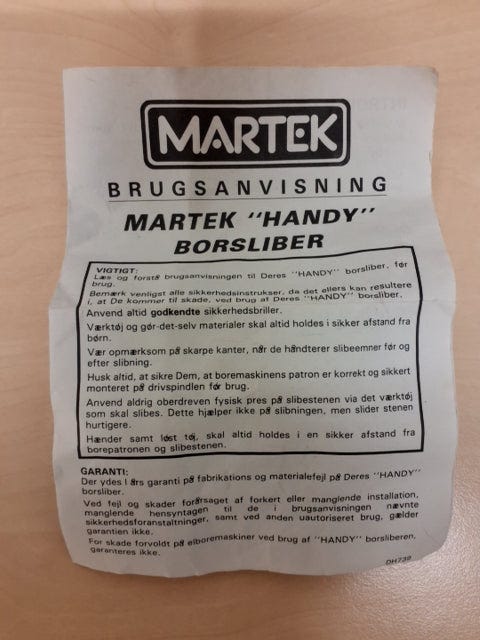 MARTEK
BRUGSANVISNING
MARTEK "HANDY"
BORSLIBER
VIGTIGT:
Læs og forstå brugsanvisningen til Deres "HANDY" borsliber, før
brug.
Bemærk venligst alle sikkerhedsinstrukser, da det ellers kan resultere
i, at De kommer til skade, ved brug af Deres "HANDY" borsliber.
Anvend altid godkendte sikkerhedsbriller.
Værktøj og gør-det-selv materialer skal altid holdes i sikker afstand fra
børn.
Vær opmærksom på skarpe kanter, når de håndterer slibeemner før og
efter slibning.
Husk altid, at sikre Dem, at boremaskinens patron er korrekt og sikkert
monteret på drivspindlen før brug.
Anvend aldrig oberdreven fysisk pres på slibestenen via det værktøj
som skal slibes. Dette hjælper ikke på slibningen, men slider stenen
hurtigere.
Hænder samt løst tøj, skal altid holdes i en sikker afstand fra
borepatronen og slibestenen.
GARANTI:
Der ydes l års garanti på fabrikations og materialefejl på Deres "HANDY"
borsliber.
Ved fejl og skader forårsaget af forkert eller manglende installation,
manglende hensyntagen til de i brugsanvisningen nævnte
sikkerhedsforanstaltninger, samt ved anden uautoriseret brug, gælder
garantien ikke.
For skade forvoldt på elboremaskiner ved brug af "HANDY" borsliberen,
garanteres ikke.
DH739